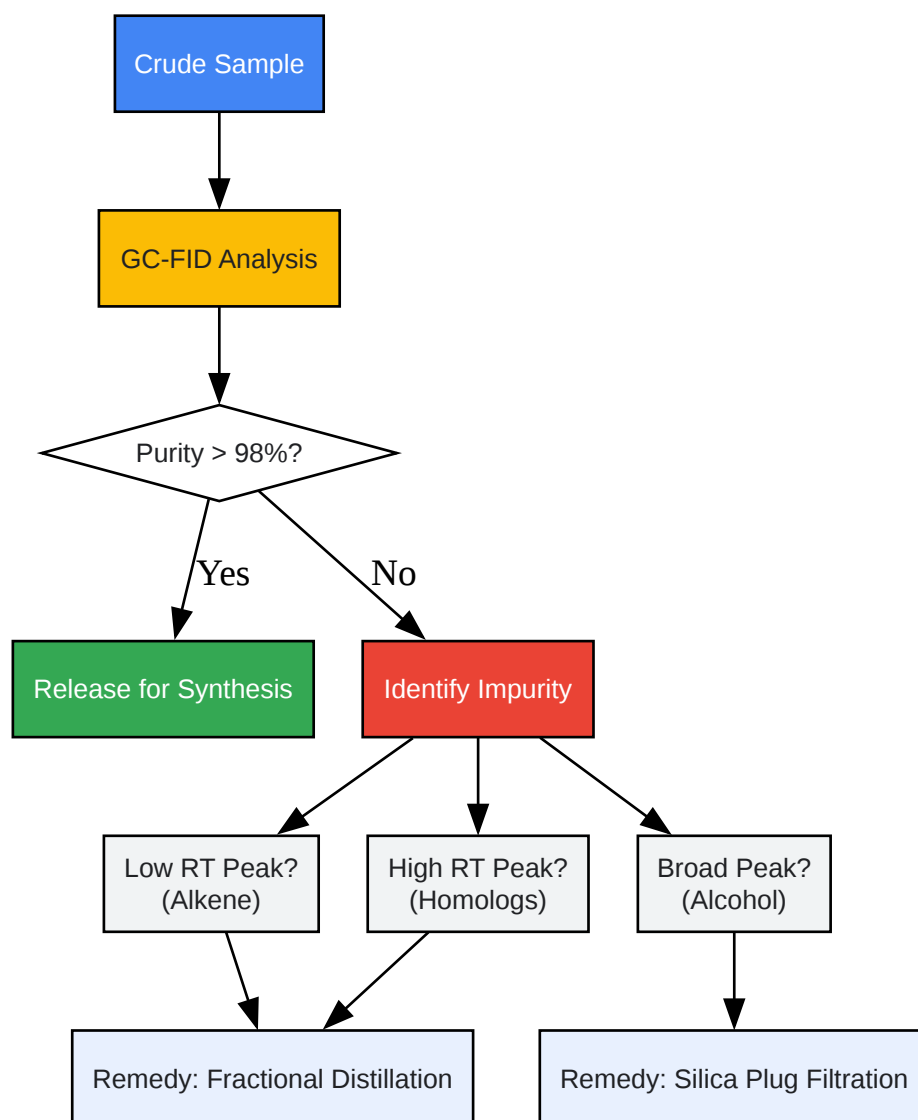 Crude Sample
GC-FID Analysis
Purity > 98%?
Yes
No
Release for Synthesis
Identify Impurity
Low RT Peak?
(Alkene)
High RT Peak?
(Homologs)
Broad Peak?
(Alcohol)
Remedy: Fractional Distillation
Remedy: Silica Plug Filtration